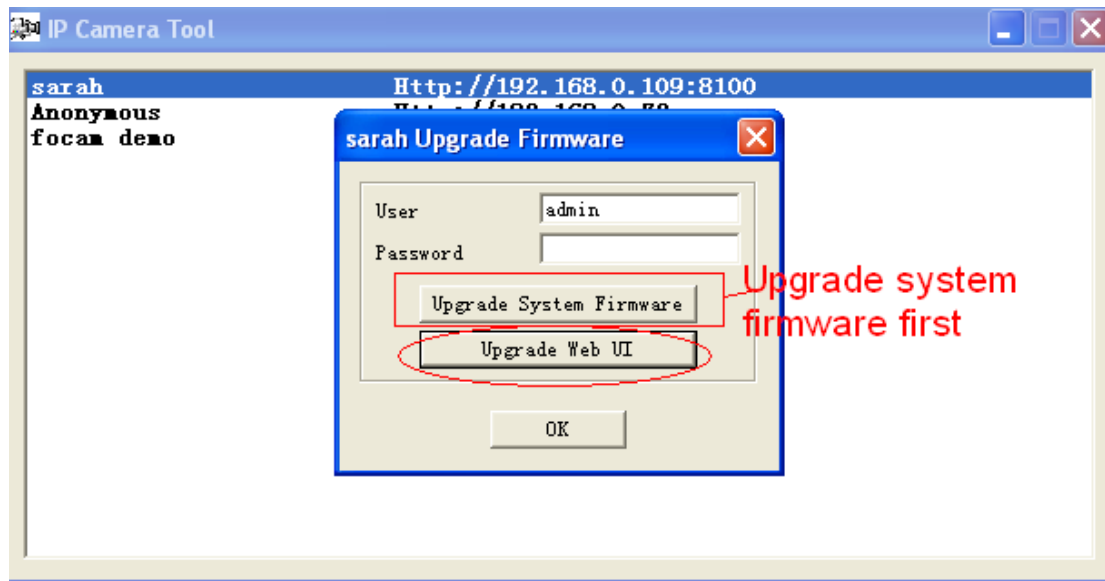 IP Camera Tool
sarah Http://192.168.0.109:8100
Anonymous
focam demo
sarah Upgrade Firmware
User admin
Password
Upgrade System Firmware
Upgrade Web UI
OK
Upgrade system
firmware first